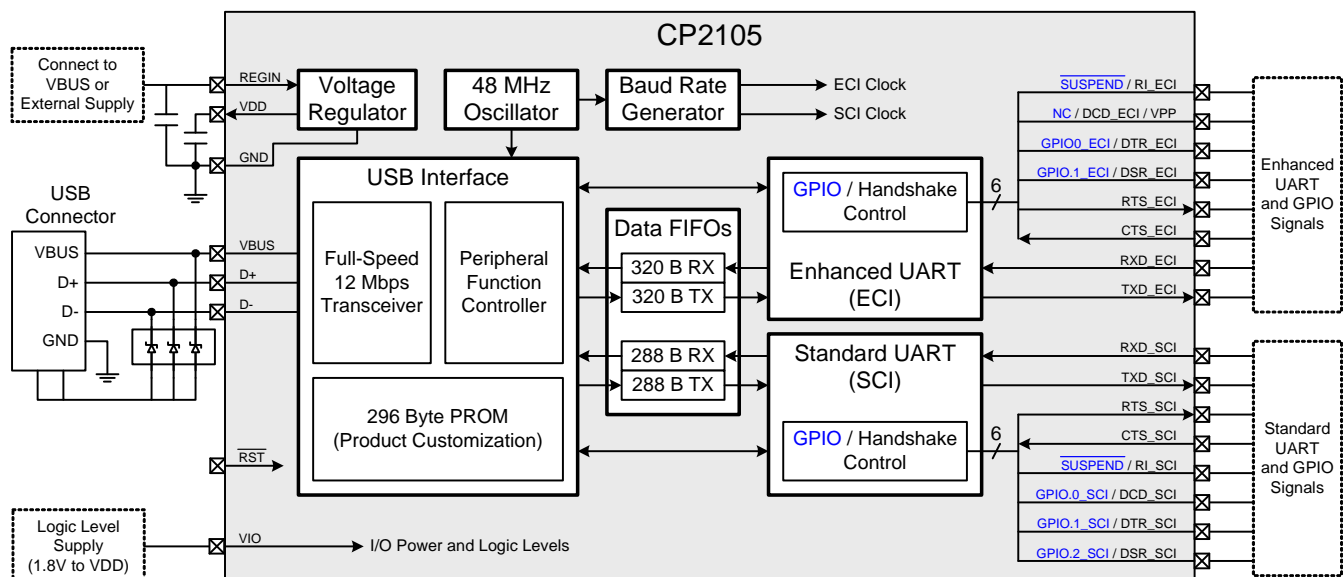 CP2105
Connect to
VBUS or
External Supply
REGIN
VDD
GND
Voltage
Regulator
48 MHz
Oscillator
Baud Rate
Generator
ECI Clock
SCI Clock
USB
Connector
VBUS
D+
D-
GND
VBUS
D+
D-
USB Interface
Full-Speed
12 Mbps
Transceiver
Peripheral
Function
Controller
296 Byte PROM
(Product Customization)
Data FIFOs
320 B RX
320 B TX
288 B RX
288 B TX
GPIO / Handshake
Control
6
Enhanced UART
(ECI)
Standard UART
(SCI)
GPIO / Handshake
Control
6
SUSPEND / RI_ECI
NC / DCD_ECI / VPP
GPIO0_ECI / DTR_ECI
GPIO.1_ECI / DSR_ECI
RTS_ECI
CTS_ECI
RXD_ECI
TXD_ECI
Enhanced
UART
and GPIO
Signals
RXD_SCI
TXD_SCI
RTS_SCI
CTS_SCI
SUSPEND / RI_SCI
GPIO.0_SCI / DCD_SCI
GPIO.1_SCI / DTR_SCI
GPIO.2_SCI / DSR_SCI
Standard
UART
and GPIO
Signals
RST
Logic Level
Supply
(1.8V to VDD)
VIO
I/O Power and Logic Levels